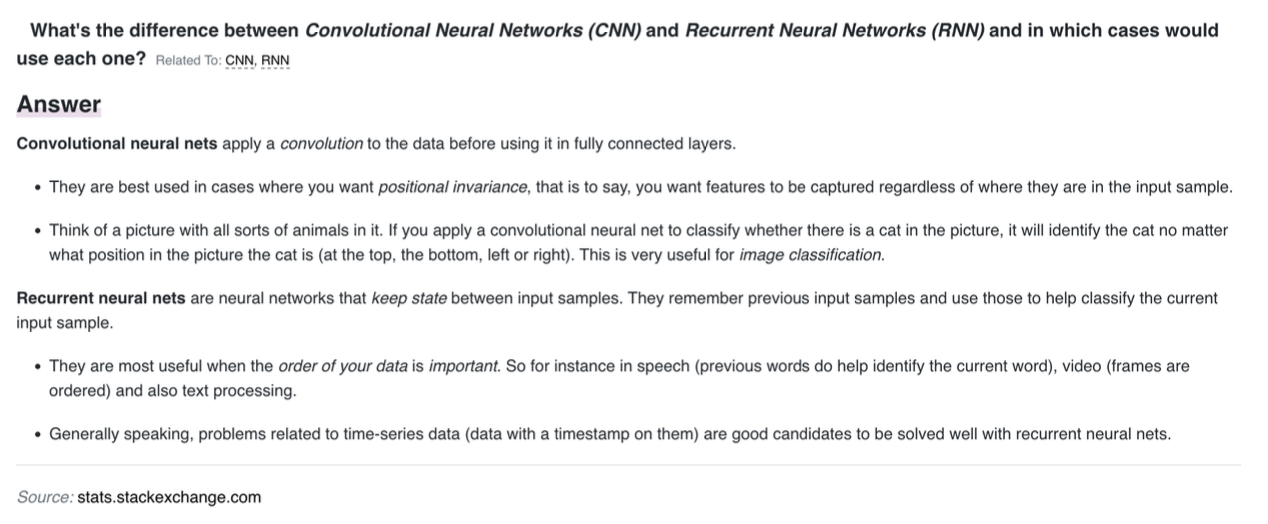 What's the difference between Convolutional Neural Networks (CNN) and Recurrent Neural Networks (RNN) and in which cases would
use each one? Related To: CNN, RNN
Answer
Convolutional neural nets apply a convolution to the data before using it in fully connected layers.
• They are best used in cases where you want positional invariance, that is to say, you want features to be captured regardless of where they are in the input sample.
• Think of a picture with all sorts of animals in it. If you apply a convolutional neural net to classify whether there is a cat in the picture, it will identify the cat no matter
what position in the picture the cat is (at the top, the bottom, left or right). This is very useful for image classification.
Recurrent neural nets are neural networks that keep state between input samples. They remember previous input samples and use those to help classify the current
input sample.
• They are most useful when the order of your data is important. So for instance in speech (previous words do help identify the current word), video (frames are
ordered) and also text processing.
• Generally speaking, problems related to time-series data (data with a timestamp on them) are good candidates to be solved well with recurrent neural nets.
Source: stats.stackexchange.com